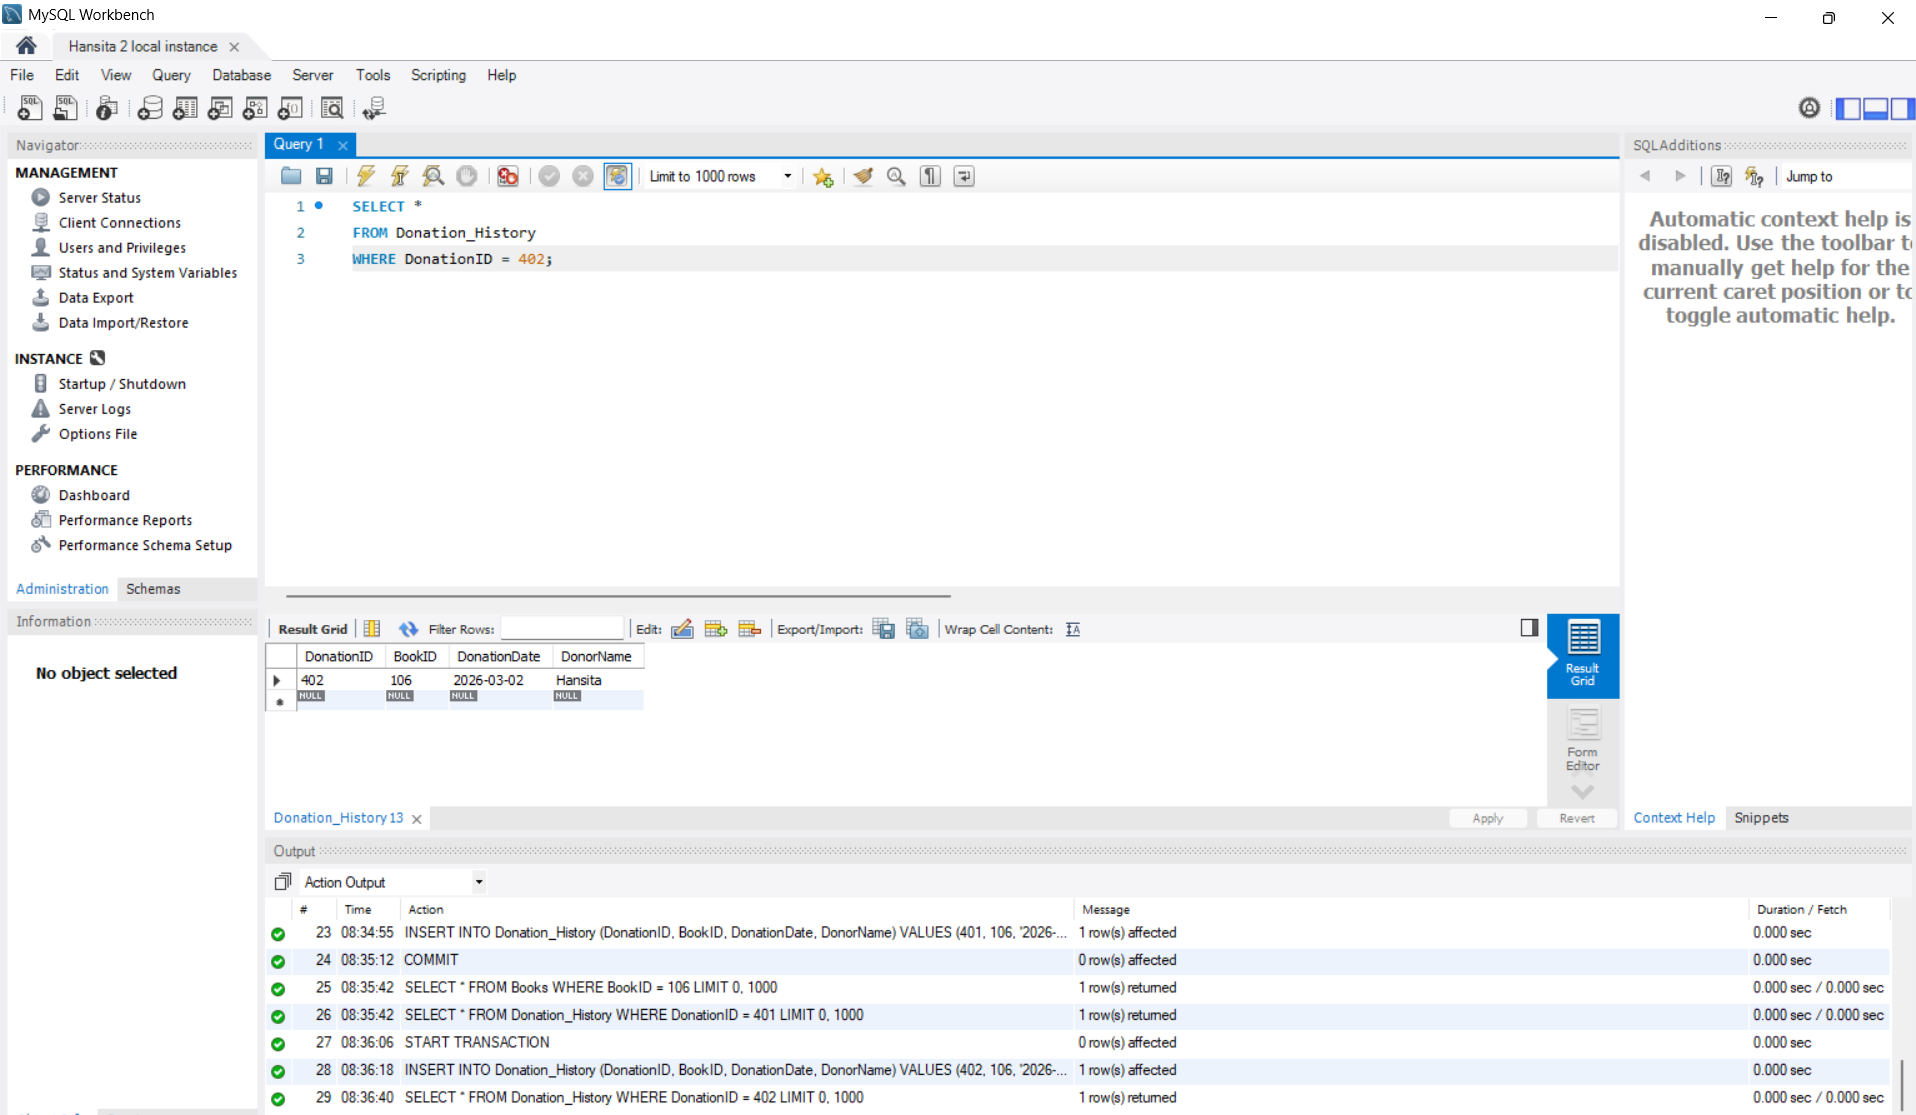 MySQL Workbench
Hansita 2 local instance
File Edit View Query Database Server Tools Scripting Help
Navigator
MANAGEMENT
Server Status
Client Connections
Users and Privileges
Status and System Variables
Data Export
Data Import/Restore
INSTANCE
Startup / Shutdown
Server Logs
Options File
PERFORMANCE
Dashboard
Performance Reports
Performance Schema Setup
Administration Schemas
Information
No object selected
Query 1
Limit to 1000 rows
1 SELECT *
2 FROM Donation_History
3 WHERE DonationID = 402;
Result Grid Filter Rows: Edit: Export/Import: Wrap Cell Content:
DonationID BookID DonationDate DonorName
402 106 2026-03-02 Hansita
NULL NULL NULL NULL
Result
Grid
Form
Editor
Donation_History 13
Apply Revert
SQLAdditions
Jump to
Automatic context help is
disabled. Use the toolbar to
manually get help for the
current caret position or to
toggle automatic help.
Context Help Snippets
Output
Action Output
# Time Action Message Duration / Fetch
23 08:34:55 INSERT INTO Donation_History (DonationID, BookID, DonationDate, DonorName) VALUES (401, 106, '2026-... 1 row(s) affected 0.000 sec
24 08:35:12 COMMIT 0 row(s) affected 0.000 sec
25 08:35:42 SELECT * FROM Books WHERE BookID = 106 LIMIT 0, 1000 1 row(s) returned 0.000 sec / 0.000 sec
26 08:35:42 SELECT * FROM Donation_History WHERE DonationID = 401 LIMIT 0, 1000 1 row(s) returned 0.000 sec / 0.000 sec
27 08:36:06 START TRANSACTION 0 row(s) affected 0.000 sec
28 08:36:18 INSERT INTO Donation_History (DonationID, BookID, DonationDate, DonorName) VALUES (402, 106, '2026-... 1 row(s) affected 0.000 sec
29 08:36:40 SELECT * FROM Donation_History WHERE DonationID = 402 LIMIT 0, 1000 1 row(s) returned 0.000 sec / 0.000 sec